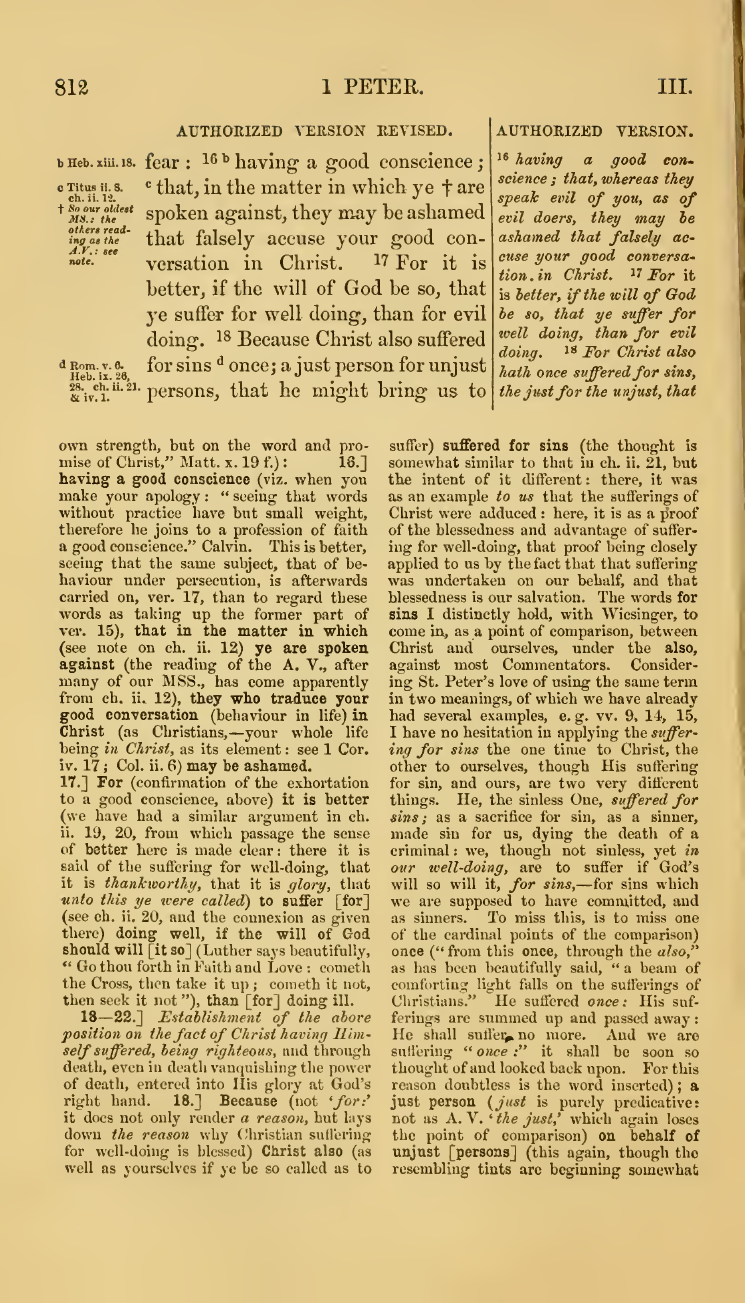 812
1 PETER.
III.
AUTHORIZED VERSION REVISED.
b Heb. xiii. 18.
c Titus ii. 8.
ch. ii. 12.
† So our oldest
MS.: the
others read-
ing as the
A.V.: see
note.
d Rom. v. 6.
Heb. ix. 26,
28. ch. ii. 21.
& iv. 1.
fear : 16 b having a good conscience ;
c that, in the matter in which ye † are
spoken against, they may be ashamed
that falsely accuse your good con-
versation in Christ. 17 For it is
better, if the will of God be so, that
ye suffer for well doing, than for evil
doing. 18 Because Christ also suffered
for sins d once; a just person for unjust
persons, that he might bring us to
AUTHORIZED VERSION.
16 having a good con-
science ; that, whereas they
speak evil of you, as of
evil doers, they may be
ashamed that falsely ac-
cuse your good conversa-
tion in Christ. 17 For it
is better, if the will of God
be so, that ye suffer for
well doing, than for evil
doing. 18 For Christ also
hath once suffered for sins,
the just for the unjust, that
own strength, but on the word and pro-
mise of Christ,” Matt. x. 19 f.) : 16.]
having a good conscience (viz. when you
make your apology : “ seeing that words
without practice have but small weight,
therefore he joins to a profession of faith
a good conscience.” Calvin. This is better,
seeing that the same subject, that of be-
haviour under persecution, is afterwards
carried on, ver. 17, than to regard these
words as taking up the former part of
ver. 15), that in the matter in which
(see note on ch. ii. 12) ye are spoken
against (the reading of the A. V., after
many of our MSS., has come apparently
from ch. ii. 12), they who traduce your
good conversation (behaviour in life) in
Christ (as Christians,—your whole life
being in Christ, as its element : see 1 Cor.
iv. 17 ; Col. ii. 6) may be ashamed.
17.] For (confirmation of the exhortation
to a good conscience, above) it is better
(we have had a similar argument in ch.
ii. 19, 20, from which passage the sense
of better here is made clear : there it is
said of the suffering for well-doing, that
it is thankworthy, that it is glory, that
unto this ye were called) to suffer [for]
(see ch. ii. 20, and the connexion as given
there) doing well, if the will of God
should will [it so] (Luther says beautifully,
“ Go thou forth in Faith and Love : cometh
the Cross, then take it up ; cometh it not,
then seek it not ”), than [for] doing ill.
18—22.] Establishment of the above
position on the fact of Christ having Him-
self suffered, being righteous, and through
death, even in death vanquishing the power
of death, entered into His glory at God’s
right hand. 18.] Because (not ‘for:’
it does not only render a reason, but lays
down the reason why Christian suffering
for well-doing is blessed) Christ also (as
well as yourselves if ye be so called as to
suffer) suffered for sins (the thought is
somewhat similar to that in ch. ii. 21, but
the intent of it different : there, it was
as an example to us that the sufferings of
Christ were adduced : here, it is as a proof
of the blessedness and advantage of suffer-
ing for well-doing, that proof being closely
applied to us by the fact that that suffering
was undertaken on our behalf, and that
blessedness is our salvation. The words for
sins I distinctly hold, with Wiesinger, to
come in, as a point of comparison, between
Christ and ourselves, under the also,
against most Commentators. Consider-
ing St. Peter’s love of using the same term
in two meanings, of which we have already
had several examples, e. g. vv. 9, 14, 15,
I have no hesitation in applying the suffer-
ing for sins the one time to Christ, the
other to ourselves, though His suffering
for sin, and ours, are two very different
things. He, the sinless One, suffered for
sins ; as a sacrifice for sin, as a sinner,
made sin for us, dying the death of a
criminal : we, though not sinless, yet in
our well-doing, are to suffer if God’s
will so will it, for sins,—for sins which
we are supposed to have committed, and
as sinners. To miss this, is to miss one
of the cardinal points of the comparison)
once (“ from this once, through the also,”
as has been beautifully said, “ a beam of
comforting light falls on the sufferings of
Christians.” He suffered once : His suf-
ferings are summed up and passed away :
He shall suffer no more. And we are
suffering “ once :” it shall be soon so
thought of and looked back upon. For this
reason doubtless is the word inserted) ; a
just person (just is purely predicative:
not as A. V. ‘the just,’ which again loses
the point of comparison) on behalf of
unjust [persons] (this again, though the
resembling tints are beginning somewhat